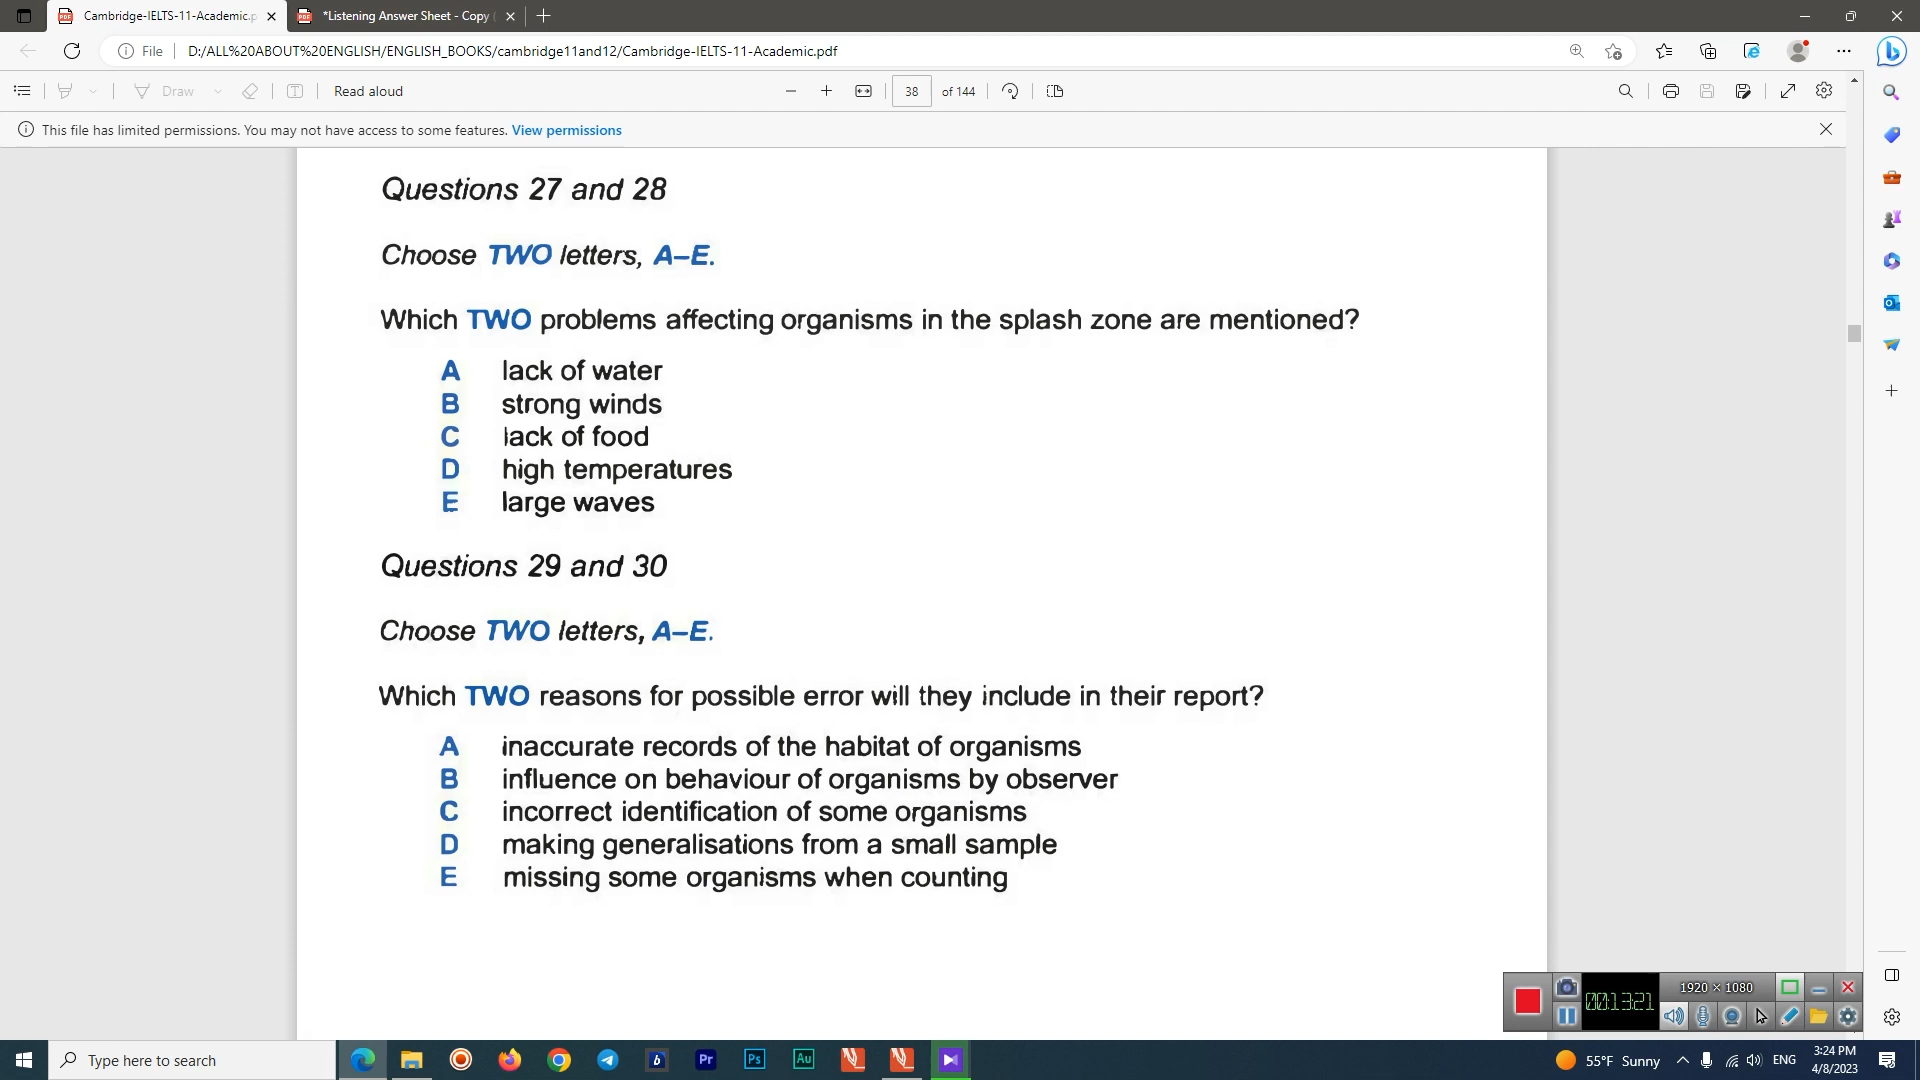 Cambridge-IELTS-11-Academic.p
*Listening Answer Sheet - Copy (
File
D:/ALL%20ABOUT%20ENGLISH/ENGLISH_BOOKS/cambridge11and12/Cambridge-IELTS-11-Academic.pdf
Draw
Read aloud
38
of 144
This file has limited permissions. You may not have access to some features. View permissions
Questions 27 and 28
Choose TWO letters, A–E.
Which TWO problems affecting organisms in the splash zone are mentioned?
A lack of water
B strong winds
C lack of food
D high temperatures
E large waves
Questions 29 and 30
Choose TWO letters, A–E.
Which TWO reasons for possible error will they include in their report?
A inaccurate records of the habitat of organisms
B influence on behaviour of organisms by observer
C incorrect identification of some organisms
D making generalisations from a small sample
E missing some organisms when counting
1920 × 1080
00:13:21
Type here to search
b
Pr
Ps
Au
55°F Sunny
ENG
3:24 PM
4/8/2023